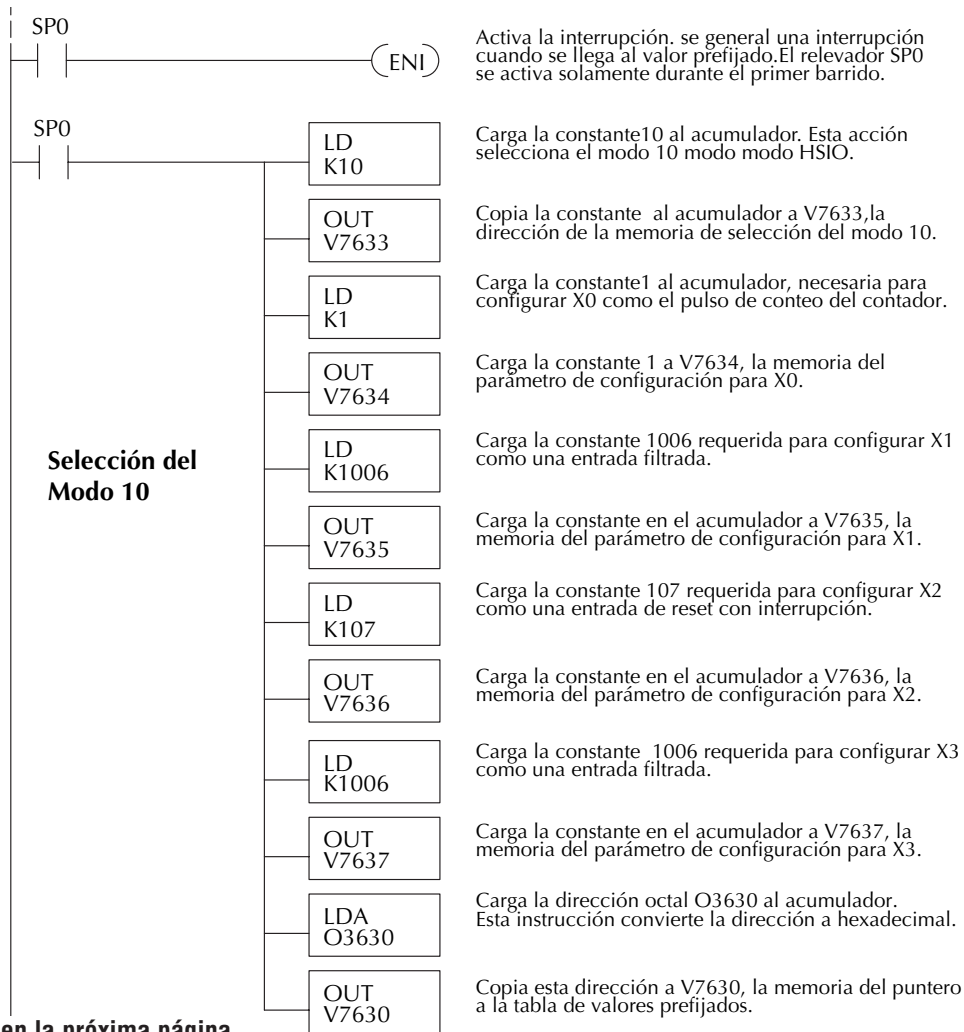 SP0
ENI
Activa la interrupción. se general una interrupción
cuando se llega al valor prefijado.El relevador SP0
se activa solamente durante el primer barrido.
SP0
LD
K10
Carga la constante10 al acumulador. Esta acción
selecciona el modo 10 modo modo HSIO.
OUT
V7633
Copia la constante  al acumulador a V7633,la
dirección de la memoria de selección del modo 10.
LD
K1
Carga la constante1 al acumulador, necesaria para
configurar X0 como el pulso de conteo del contador.
OUT
V7634
Carga la constante 1 a V7634, la memoria del
parámetro de configuración para X0.
Selección del
Modo 10
LD
K1006
Carga la constante 1006 requerida para configurar X1
como una entrada filtrada.
OUT
V7635
Carga la constante en el acumulador a V7635, la
memoria del parámetro de configuración para X1.
LD
K107
Carga la constante 107 requerida para configurar X2
como una entrada de reset con interrupción.
OUT
V7636
Carga la constante en el acumulador a V7636, la
memoria del parámetro de configuración para X2.
LD
K1006
Carga la constante  1006 requerida para configurar X3
como una entrada filtrada.
OUT
V7637
Carga la constante en el acumulador a V7637, la
memoria del parámetro de configuración para X3.
LDA
O3630
Carga la dirección octal O3630 al acumulador.
Esta instrucción convierte la dirección a hexadecimal.
OUT
V7630
Copia esta dirección a V7630, la memoria del puntero
a la tabla de valores prefijados.
en la próxima página